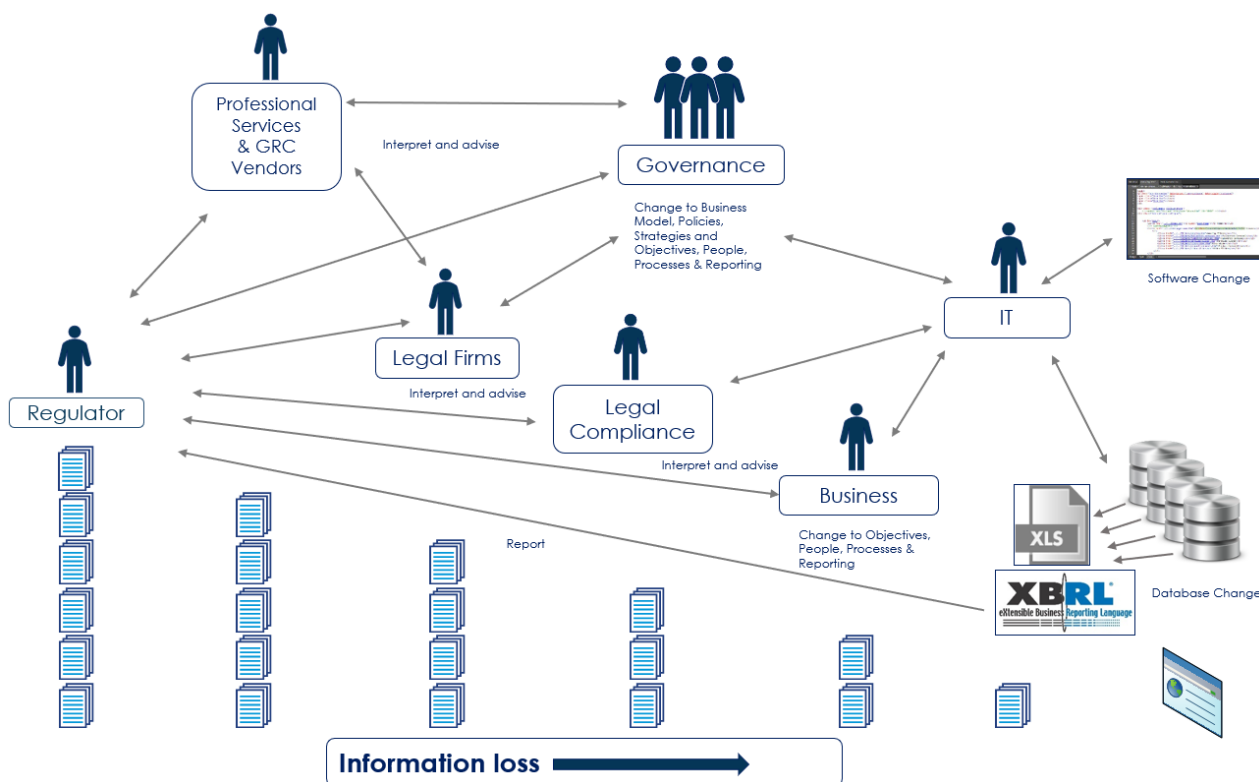 Professional
Services
& GRC
Vendors
Interpret and advise
Governance
Change to Business
Model, Policies,
Strategies and
Objectives, People,
Processes & Reporting
Software Change
IT
Legal Firms
Interpret and advise
Regulator
Legal
Compliance
Interpret and advise
Business
Change to Objectives,
People, Processes &
Reporting
Report
XLS
XBRL
eXtensible Business Reporting Language
Database Change
Information loss